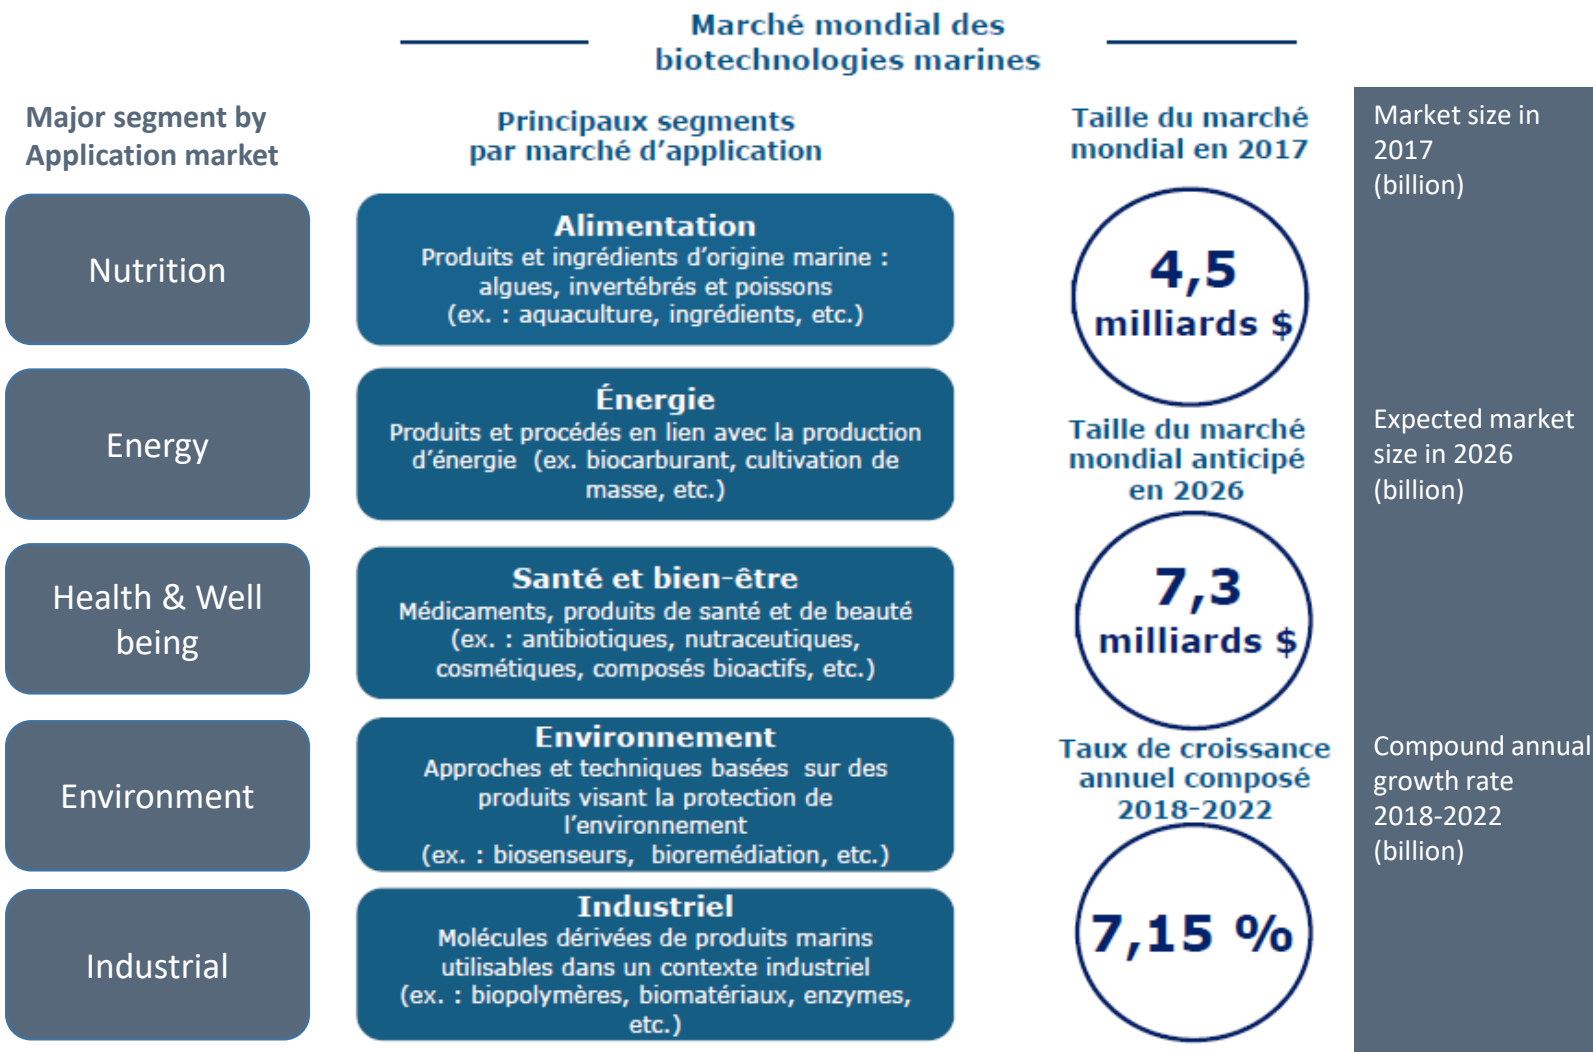 Marché mondial des
biotechnologies marines
Major segment by
Application market
Principaux segments
par marché d'application
Taille du marché
mondial en 2017
Market size in
2017
(billion)
Nutrition
Alimentation
Produits et ingrédients d'origine marine :
algues, invertébrés et poissons
(ex. : aquaculture, ingrédients, etc.)
4,5
milliards $
Energy
Énergie
Produits et procédés en lien avec la production
d'énergie (ex. biocarburant, cultivation de
masse, etc.)
Taille du marché
mondial anticipé
en 2026
Expected market
size in 2026
(billion)
Health & Well
being
Santé et bien-être
Médicaments, produits de santé et de beauté
(ex. : antibiotiques, nutraceutiques,
cosmétiques, composés bioactifs, etc.)
7,3
milliards $
Environment
Environnement
Approches et techniques basées sur des
produits visant la protection de
l'environnement
(ex. : biosenseurs, bioremédiation, etc.)
Taux de croissance
annuel composé
2018-2022
Compound annual
growth rate
2018-2022
(billion)
Industrial
Industriel
Molécules dérivées de produits marins
utilisables dans un contexte industriel
(ex. : biopolymères, biomatériaux, enzymes,
etc.)
7,15 %